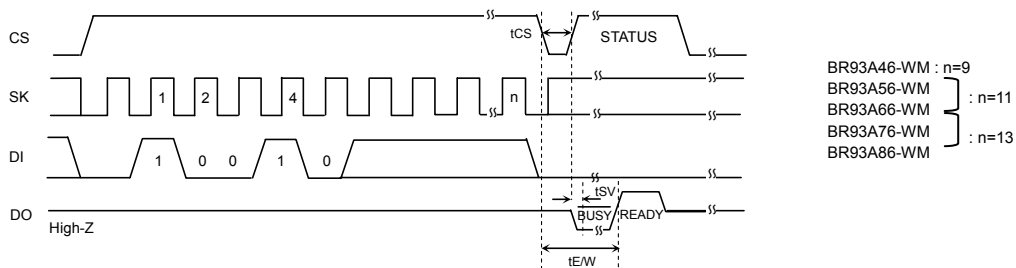 CS
tCS
STATUS
SK
1 2 4 n
DI
1 0 0 1 0
tSV
DO
BUSY READY
High-Z
tE/W
BR93A46-WM : n=9
BR93A56-WM
BR93A66-WM
: n=11
BR93A76-WM
BR93A86-WM
: n=13